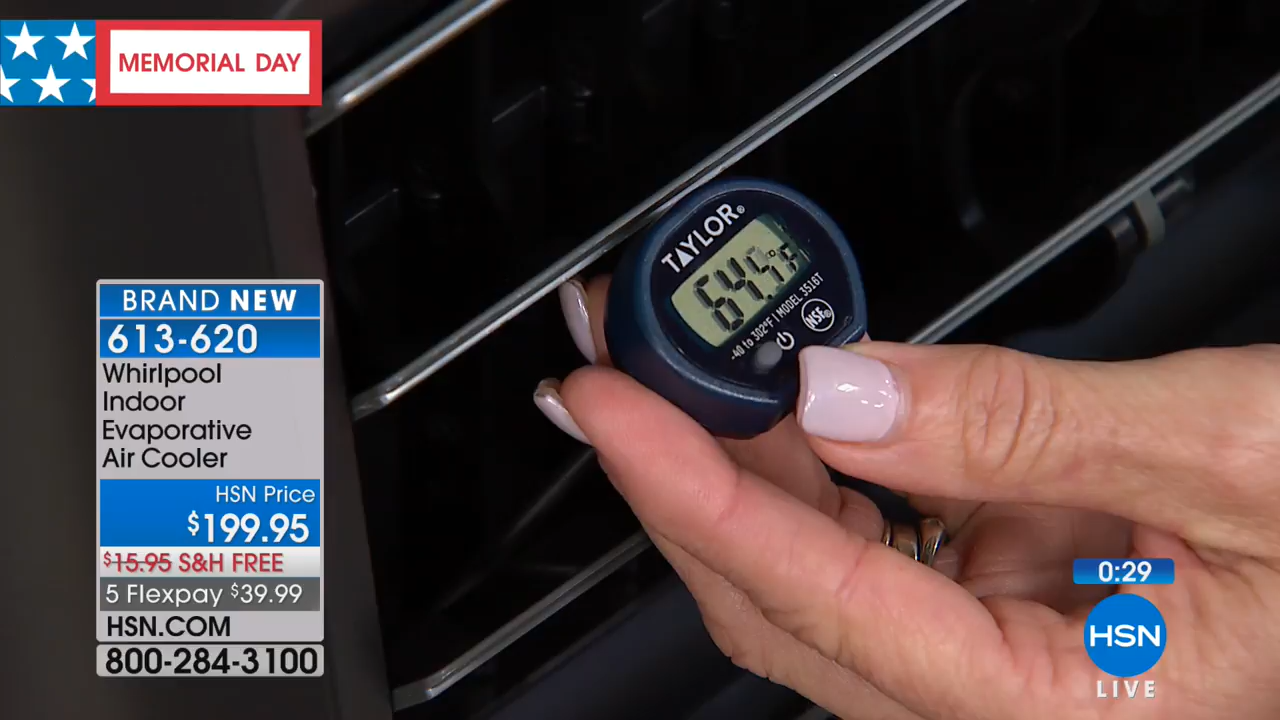 MEMORIAL DAY
BRAND NEW
613-620
Whirlpool
Indoor
Evaporative
Air Cooler
HSN Price
$199.95
$15.95 S&H FREE
5 Flexpay $39.99
HSN.COM
800-284-3100
TAYLOR®
64.5°F
-40 to 302°F | MODEL 3516T
NSF®
0:29
HSN
LIVE